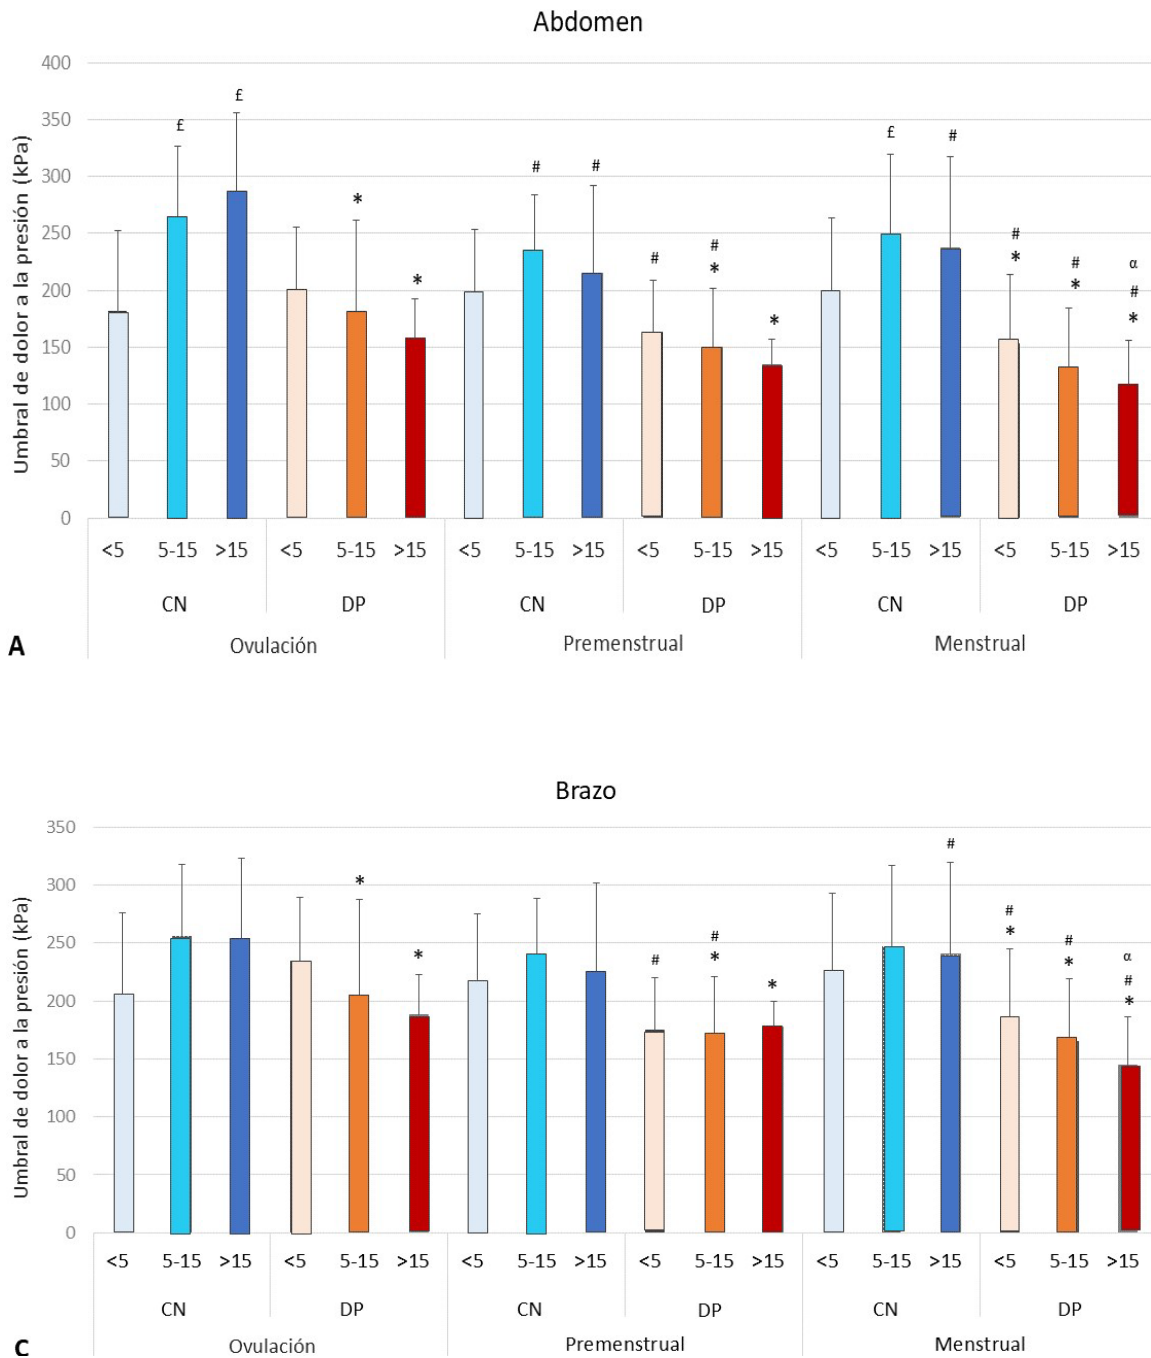 Abdomen
Umbral de dolor a la presión (kPa)
400
350
300
250
200
150
100
50
0
£ £ * * # # # # * * £ # # * # * α # *
<5 5-15 >15 <5 5-15 >15 <5 5-15 >15 <5 5-15 >15 <5 5-15 >15 <5 5-15 >15
CN DP CN DP CN DP
Ovulación Premenstrual Menstrual
A
Brazo
Umbral de dolor a la presión (kPa)
350
300
250
200
150
100
50
0
* * # # * * # # * # * α # *
<5 5-15 >15 <5 5-15 >15 <5 5-15 >15 <5 5-15 >15 <5 5-15 >15 <5 5-15 >15
CN DP CN DP CN DP
Ovulación Premenstrual Menstrual
C